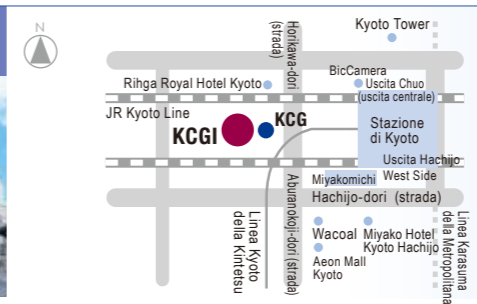 N
Kyoto Tower
Horikawa-dori
(strada)
BicCamera
Rihga Royal Hotel Kyoto
Uscita Chuo
(uscita centrale)
JR Kyoto Line
KCGI
KCG
Stazione
di Kyoto
Uscita Hachijo
West Side
Miyakomichi
Hachijo-dori (strada)
Aburanokoji-dori (strada)
Linea Kyoto
della Kintetsu
Wacoal
Miyako Hotel
Kyoto Hachijo
Aeon Mall
Kyoto
Linea Karasuma
della Metropolitana